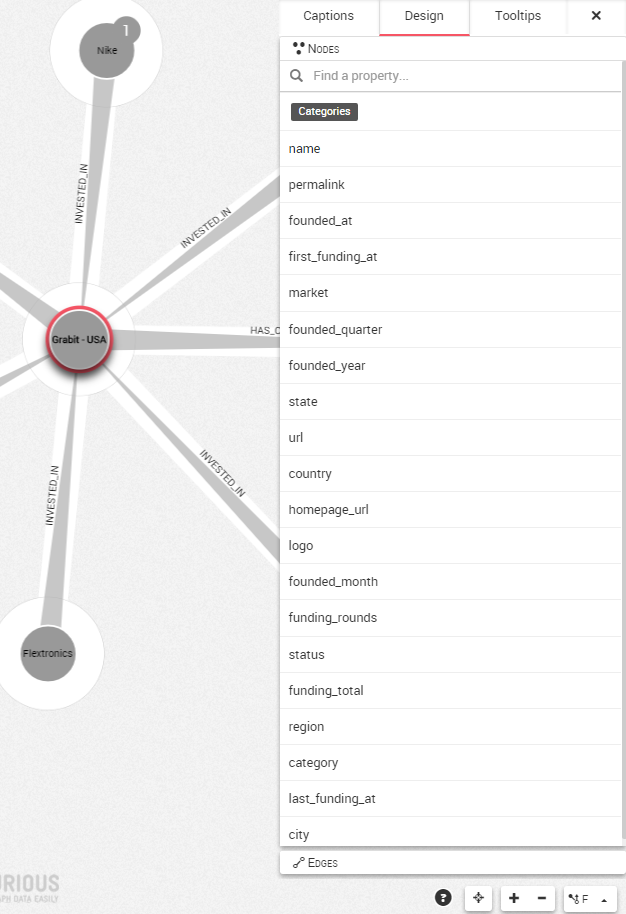 Captions
Design
Tooltips
Nodes
Find a property...
Categories
name
permalink
founded_at
first_funding_at
market
founded_quarter
founded_year
state
url
country
homepage_url
logo
founded_month
funding_rounds
status
funding_total
region
category
last_funding_at
city
Edges
1
Nike
INVESTED_IN
INVESTED_IN
Grabit - USA
HAS_C
INVESTED_IN
INVESTED_IN
Flextronics
URIOUS
PH DATA EASILY
?
F